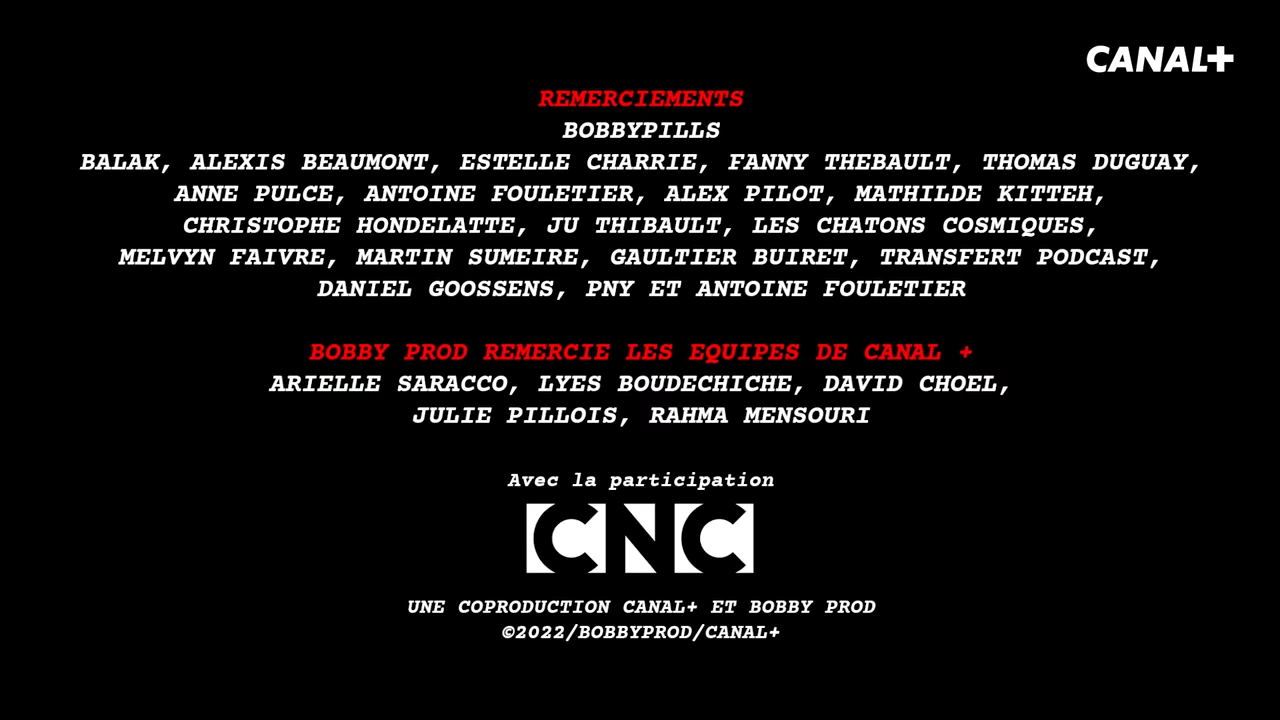 CANAL+
REMERCIEMENTS
BOBBYPILLS
BALAK, ALEXIS BEAUMONT, ESTELLE CHARRIE, FANNY THEBAULT, THOMAS DUGUAY,
ANNE PULCE, ANTOINE FOULETIER, ALEX PILOT, MATHILDE KITTEH,
CHRISTOPHE HONDELATTE, JU THIBAULT, LES CHATONS COSMIQUES,
MELVYN FAIVRE, MARTIN SUMEIRE, GAULTIER BUIRET, TRANSFERT PODCAST,
DANIEL GOOSSENS, PNY ET ANTOINE FOULETIER
BOBBY PROD REMERCIE LES EQUIPES DE CANAL +
ARIELLE SARACCO, LYES BOUDECHICHE, DAVID CHOEL,
JULIE PILLOIS, RAHMA MENSOURI
Avec la participation
CNC
UNE COPRODUCTION CANAL+ ET BOBBY PROD
©2022/BOBBYPROD/CANAL+